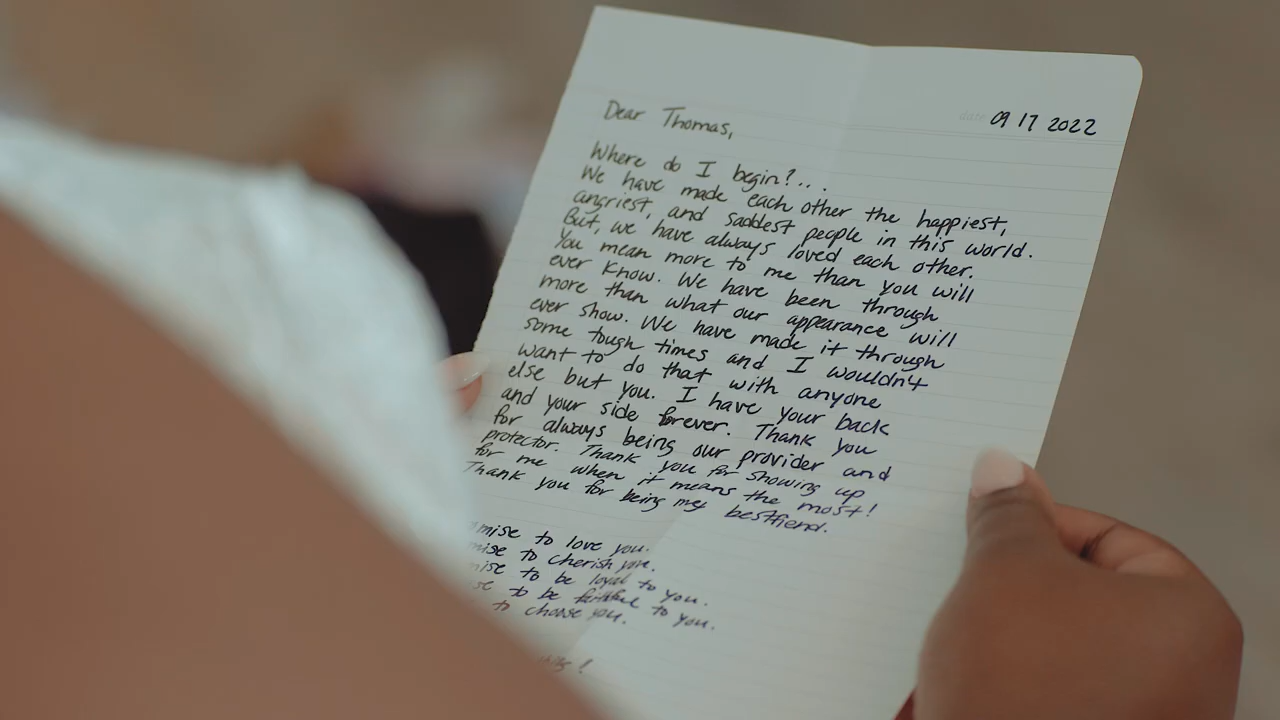 date 09 17 2022
Dear Thomas,
Where do I begin?...
We have made each other the happiest,
angriest, and saddest people in this world.
But, we have always loved each other.
You mean more to me than you will
ever know. We have been through
more than what our appearance will
ever show. We have made it through
some tough times and I wouldn't
want to do that with anyone
else but you. I have your back
and your side forever. Thank you
for always being our provider and
protector. Thank you for showing up
for me when it means the most!
Thank you for being my bestfiend.
mise to love you.
mise to cherish you.
ise to be loyal to you.
se to be faithful to you.
to choose you.
!